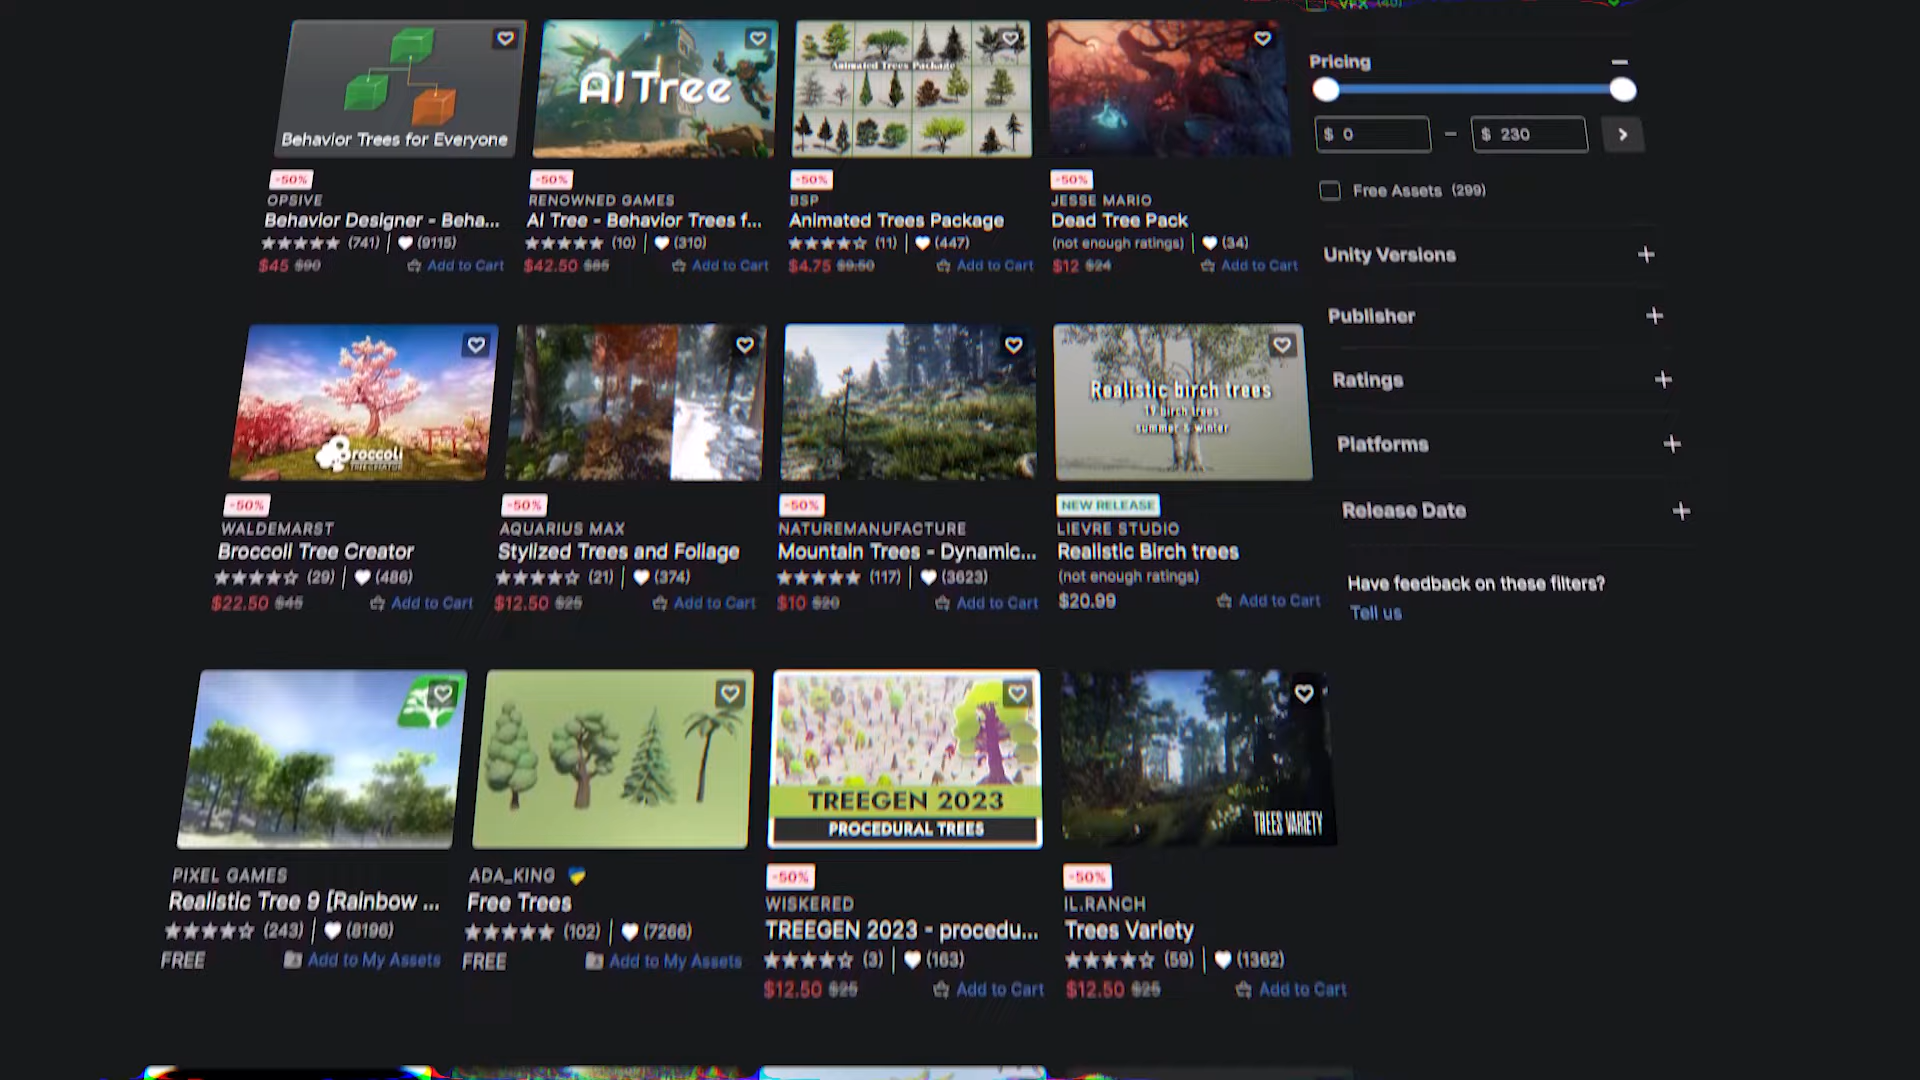 VFX (40)
Behavior Trees for Everyone
-50%
OPSIVE
Behavior Designer - Beha...
(741) (9115)
$45 $90 Add to Cart
AI Tree
-50%
RENOWNED GAMES
AI Tree - Behavior Trees f...
(10) (310)
$42.50 $85 Add to Cart
Animated Trees Package
-50%
BSP
Animated Trees Package
(11) (447)
$4.75 $9.50 Add to Cart
-50%
JESSE MARIO
Dead Tree Pack
(not enough ratings) (34)
$12 $24 Add to Cart
Pricing
$ 0 - $ 230
Free Assets (299)
Unity Versions
Publisher
Ratings
Platforms
Release Date
Have feedback on these filters?
Tell us
Broccoli
TREE CREATOR
-50%
WALDEMARST
Broccoli Tree Creator
(29) (486)
$22.50 $45 Add to Cart
-50%
AQUARIUS MAX
Stylized Trees and Foliage
(21) (374)
$12.50 $25 Add to Cart
-50%
NATUREMANUFACTURE
Mountain Trees - Dynamic...
(117) (3623)
$10 $20 Add to Cart
Realistic birch trees
19 birch trees
summer & winter
NEW RELEASE
LIEVRE STUDIO
Realistic Birch trees
(not enough ratings)
$20.99 Add to Cart
PIXEL GAMES
Realistic Tree 9 [Rainbow ...
(243) (8196)
FREE Add to My Assets
ADA_KING
Free Trees
(102) (7266)
FREE Add to My Assets
TREEGEN 2023
PROCEDURAL TREES
-50%
WISKERED
TREEGEN 2023 - procedu...
(3) (163)
$12.50 $25 Add to Cart
TREES VARIETY
-50%
IL.RANCH
Trees Variety
(59) (1362)
$12.50 $25 Add to Cart